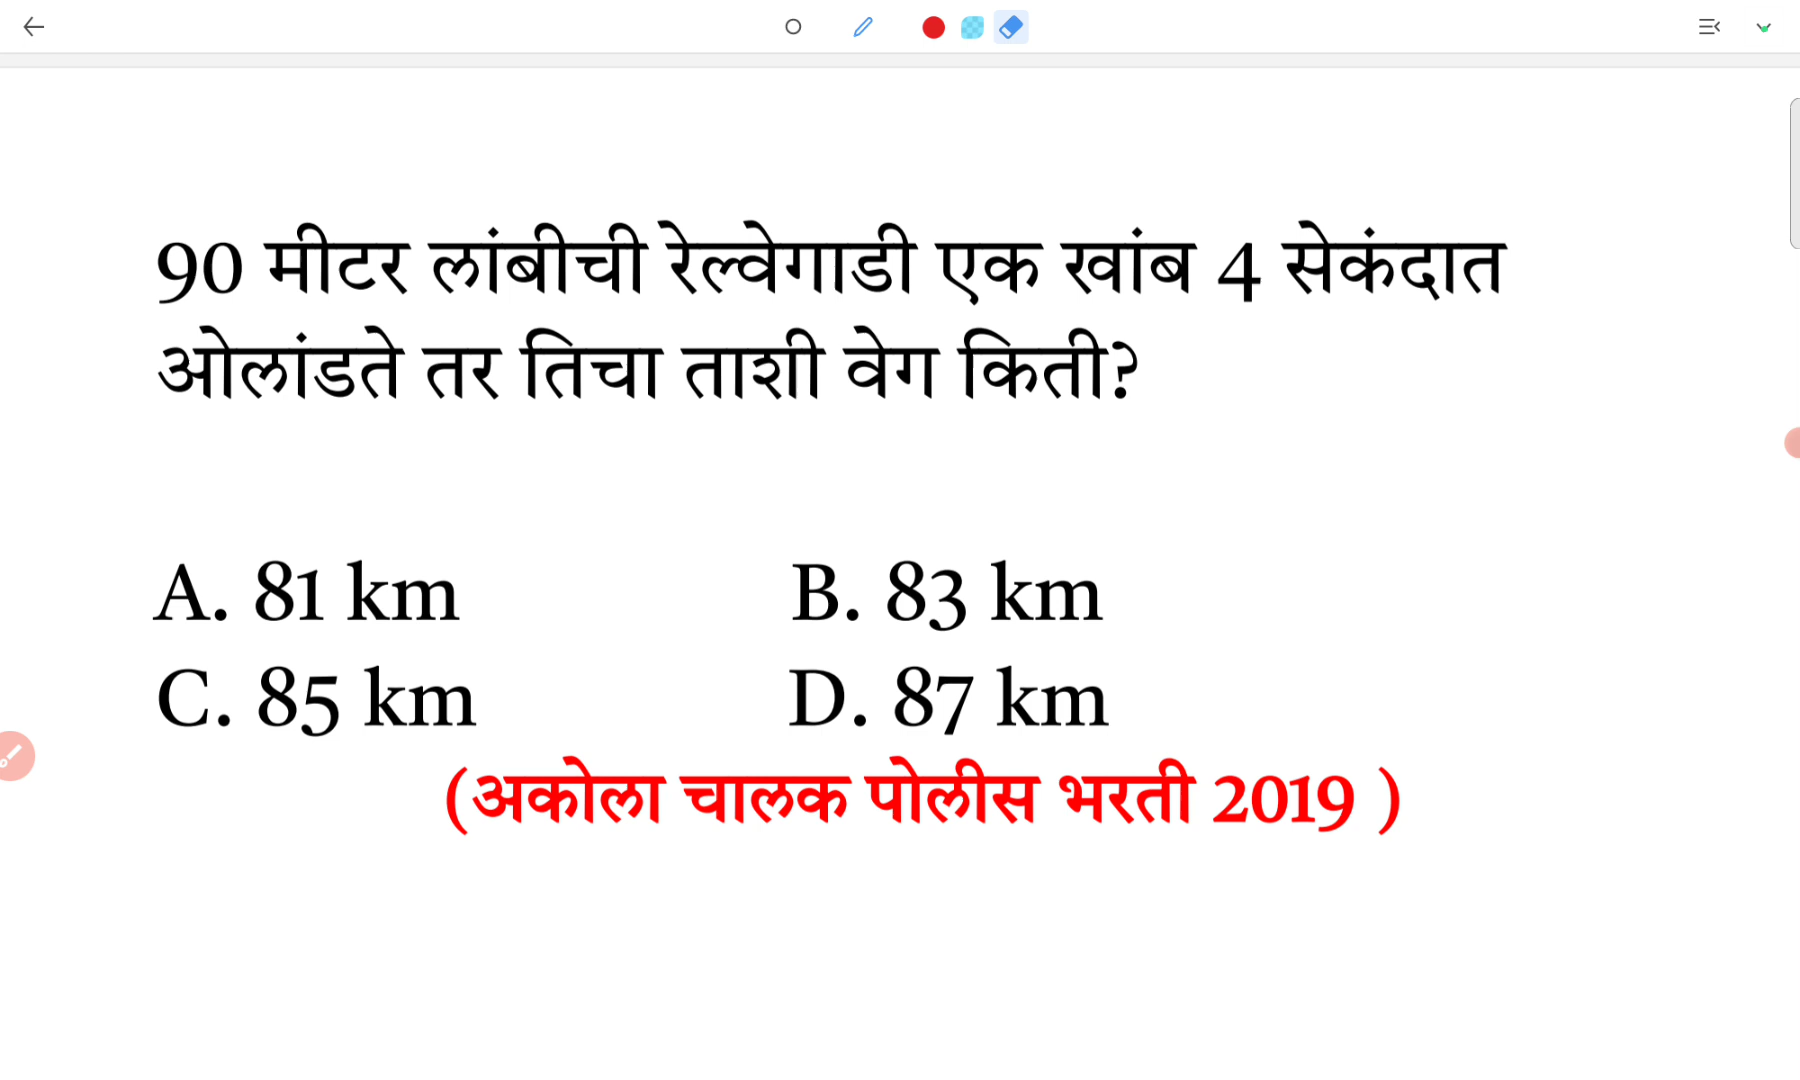 90 मीटर लांबीची रेल्वेगाडी एक खांब 4 सेकंदात
ओलांडते तर तिचा ताशी वेग किती?
A. 81 km B. 83 km
C. 85 km D. 87 km
(अकोला चालक पोलीस भरती 2019 )